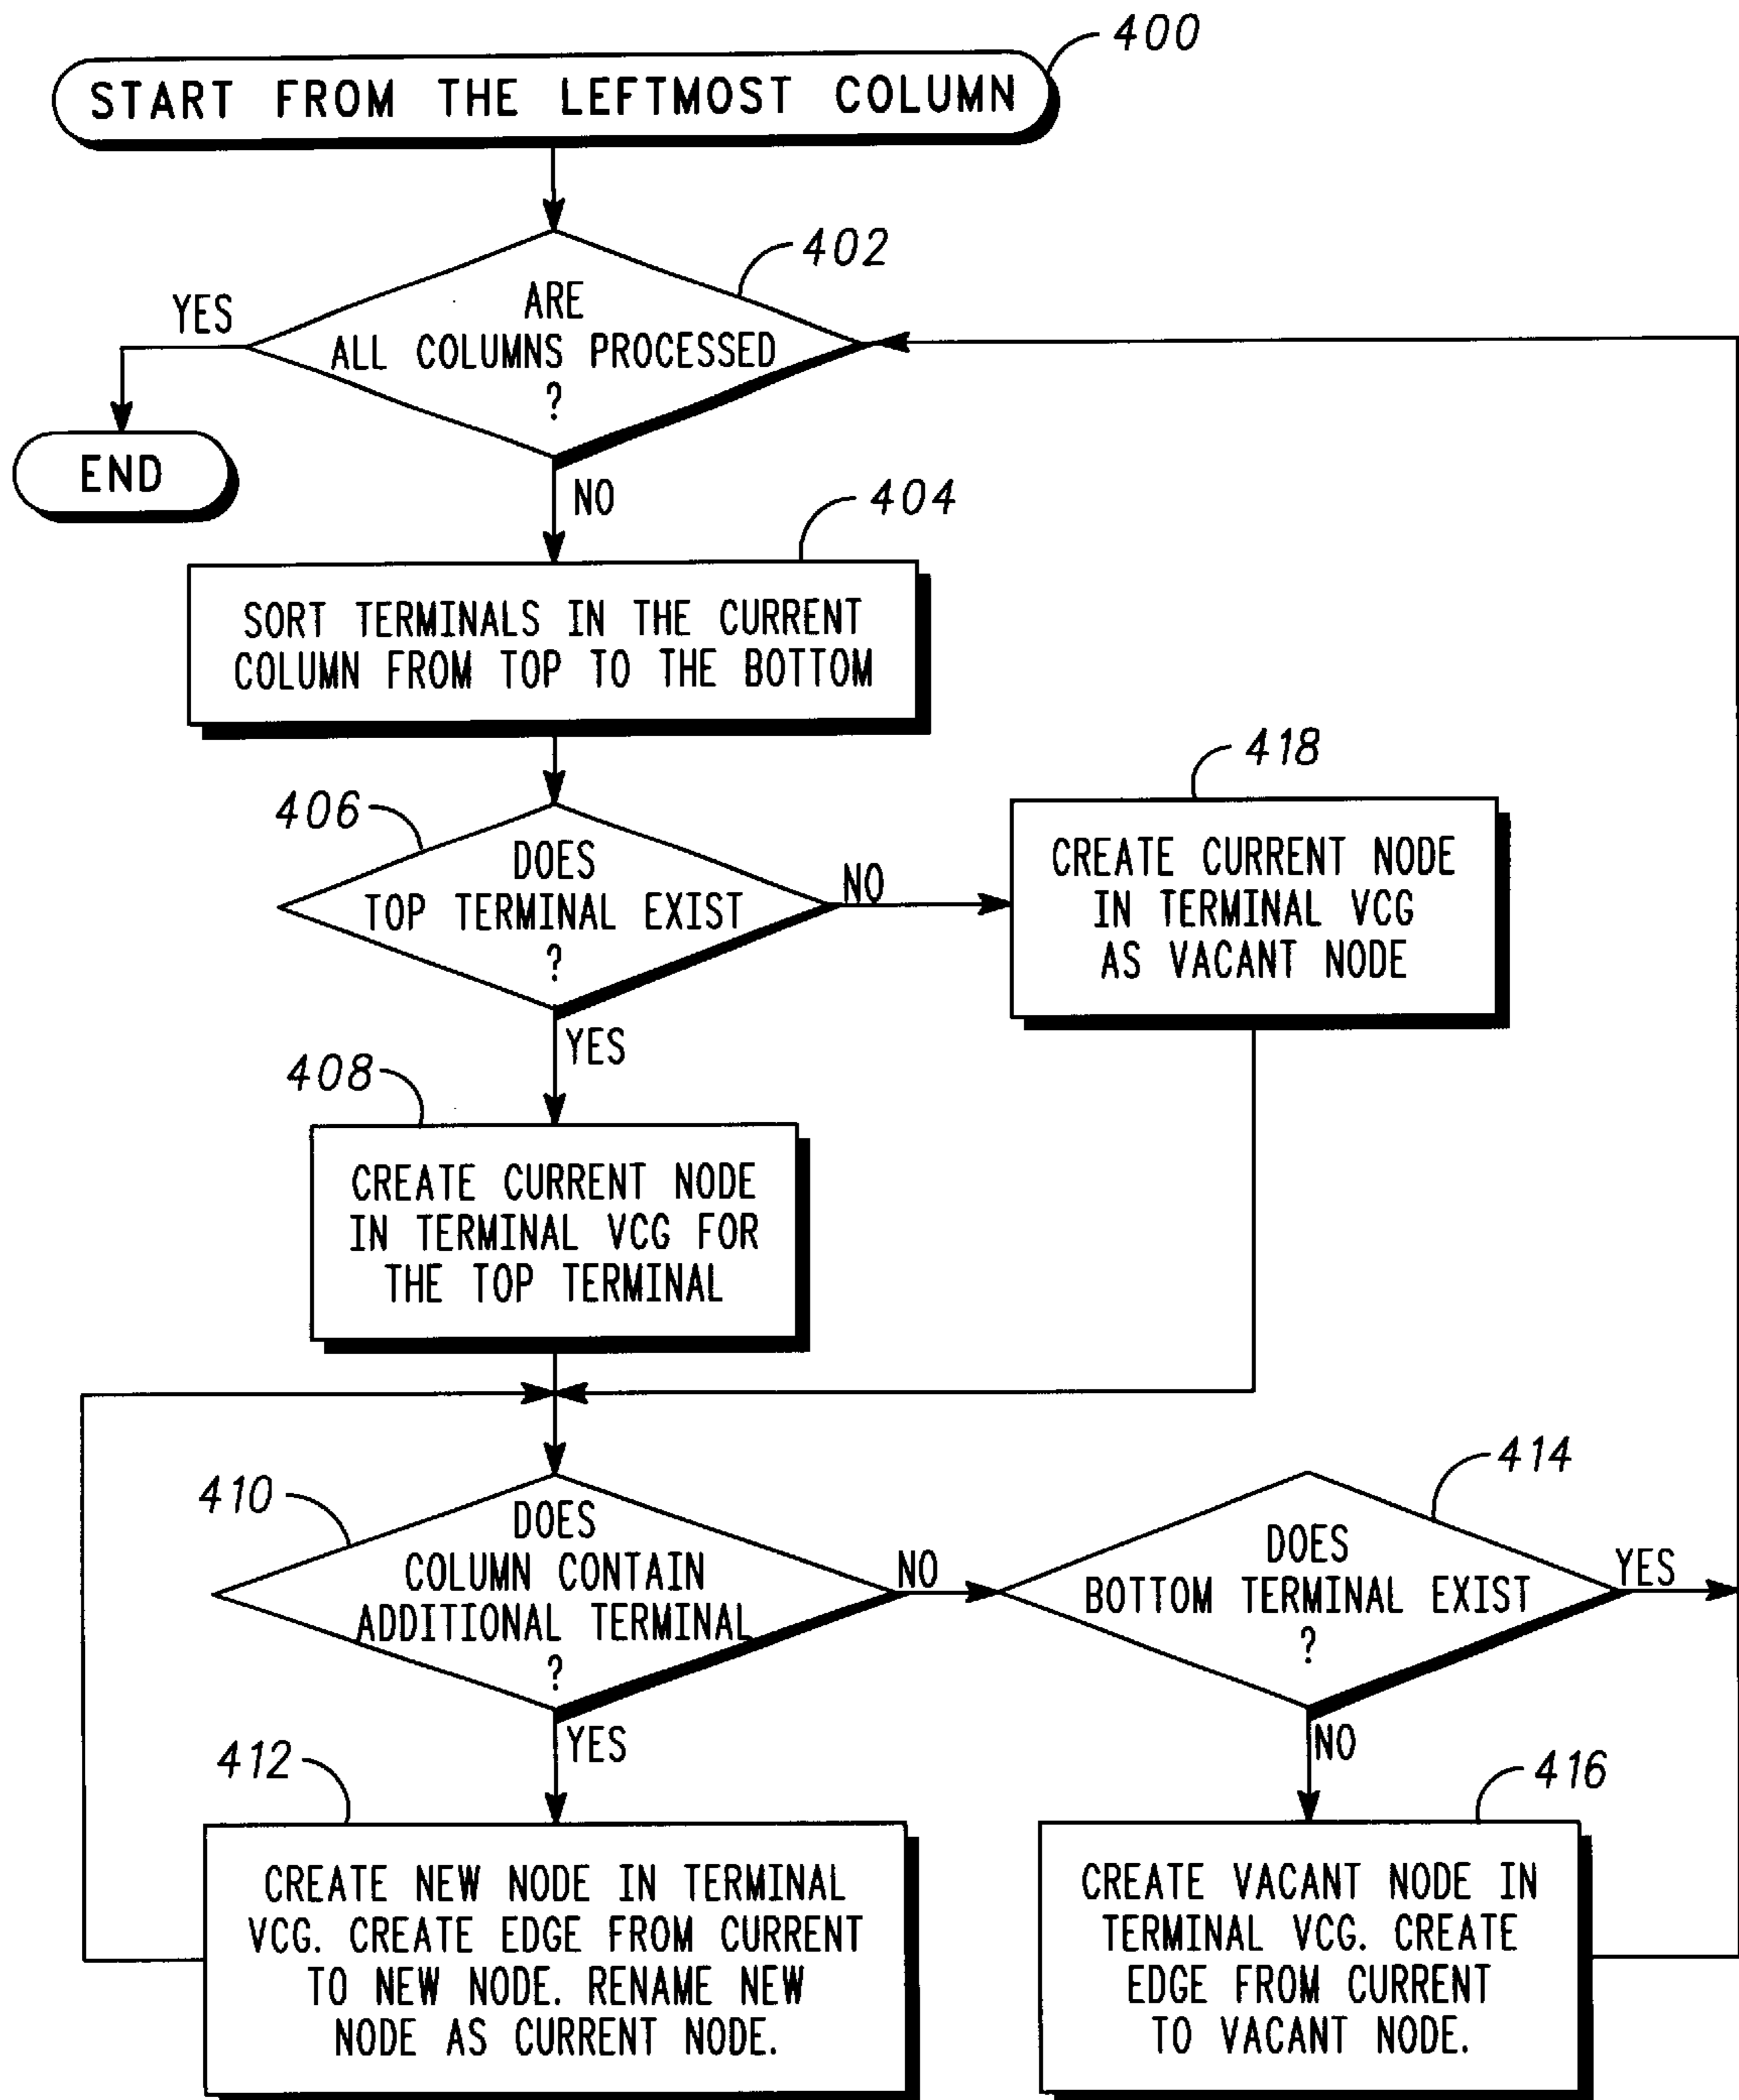 400
START FROM THE LEFTMOST COLUMN
402
YES
ARE
ALL COLUMNS PROCESSED
?
END
NO
404
SORT TERMINALS IN THE CURRENT
COLUMN FROM TOP TO THE BOTTOM
418
406
DOES
TOP TERMINAL EXIST
?
NO
CREATE CURRENT NODE
IN TERMINAL VCG
AS VACANT NODE
YES
408
CREATE CURRENT NODE
IN TERMINAL VCG FOR
THE TOP TERMINAL
410
DOES
COLUMN CONTAIN
ADDITIONAL TERMINAL
?
NO
414
DOES
BOTTOM TERMINAL EXIST
?
YES
YES
NO
412
CREATE NEW NODE IN TERMINAL
VCG. CREATE EDGE FROM CURRENT
TO NEW NODE. RENAME NEW
NODE AS CURRENT NODE.
416
CREATE VACANT NODE IN
TERMINAL VCG. CREATE
EDGE FROM CURRENT
TO VACANT NODE.